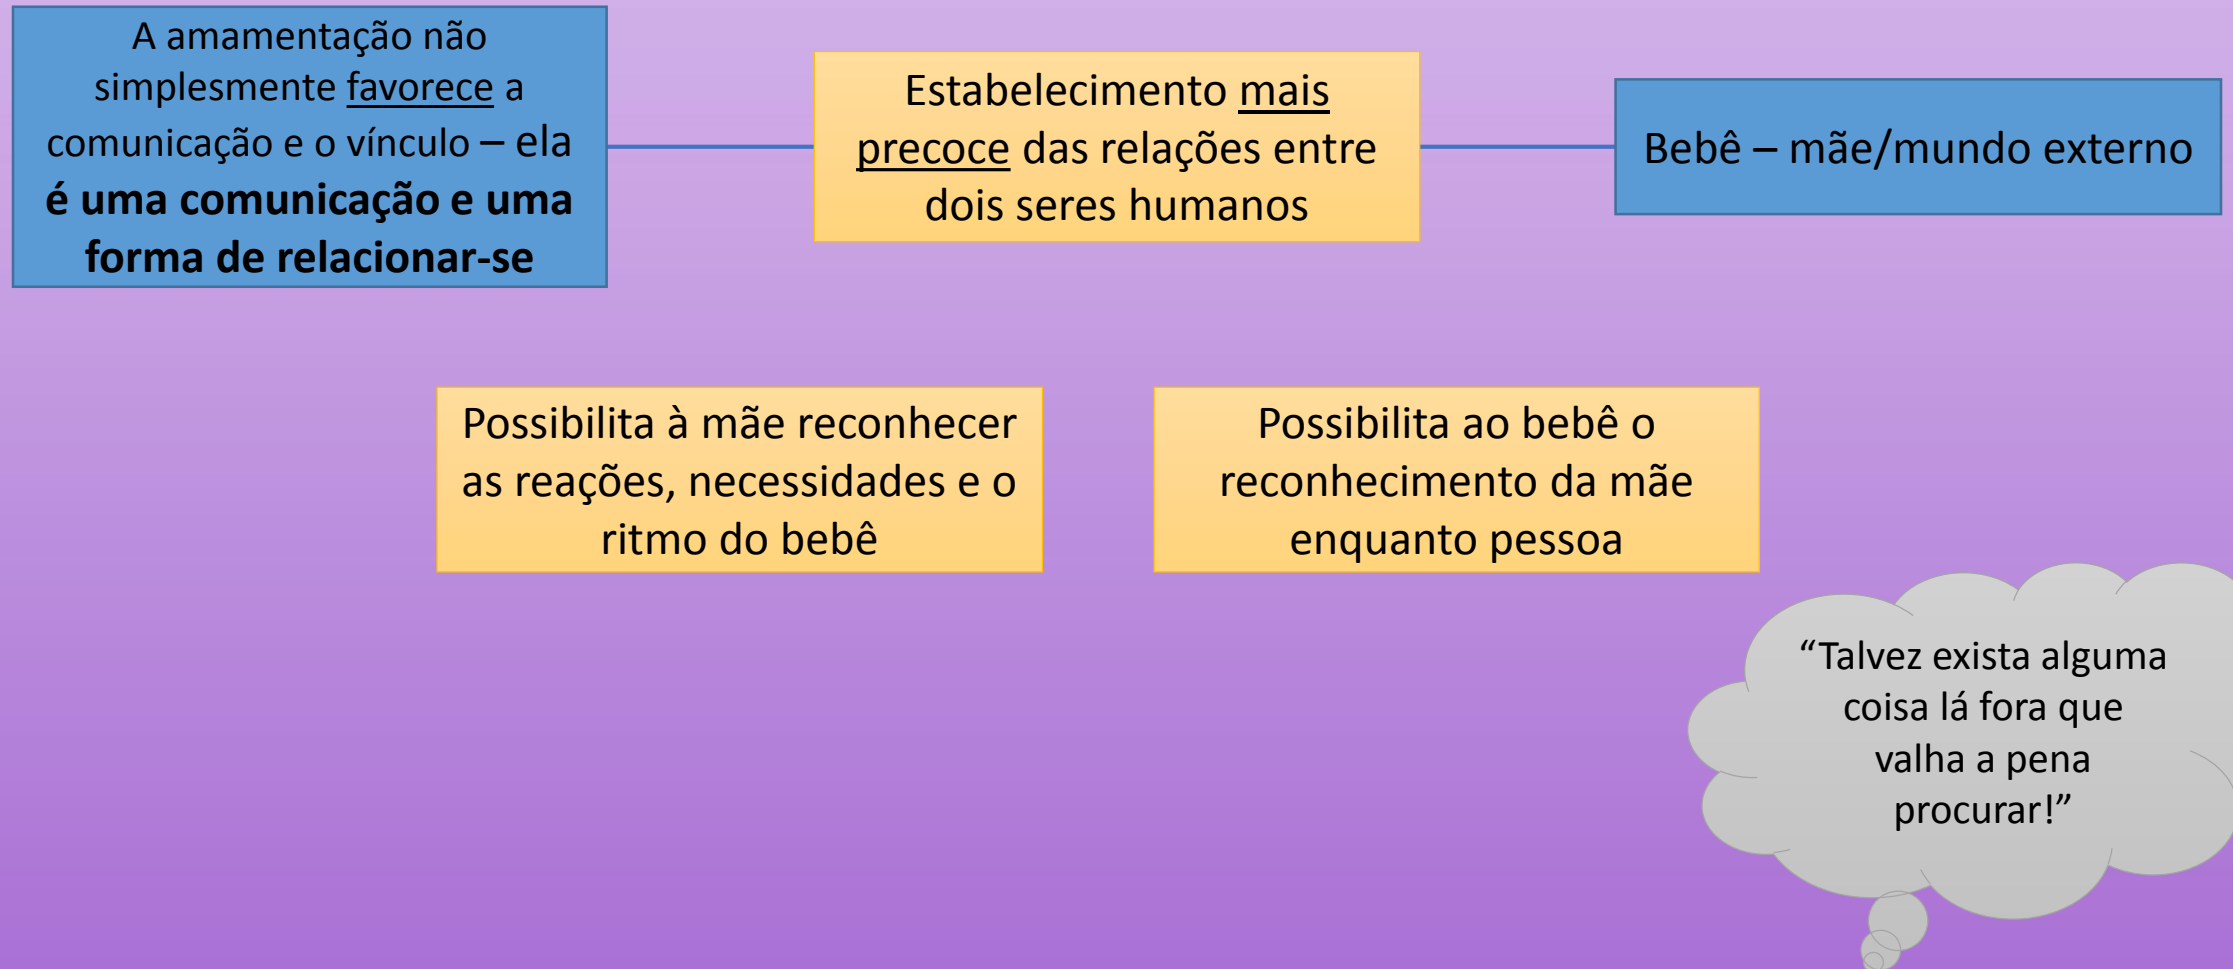 A amamentação não
simplesmente favorece a
comunicação e o vínculo – ela
é uma comunicação e uma
forma de relacionar-se
Estabelecimento mais
precoce das relações entre
dois seres humanos
Bebê – mãe/mundo externo
Possibilita à mãe reconhecer
as reações, necessidades e o
ritmo do bebê
Possibilita ao bebê o
reconhecimento da mãe
enquanto pessoa
“Talvez exista alguma
coisa lá fora que
valha a pena
procurar!”